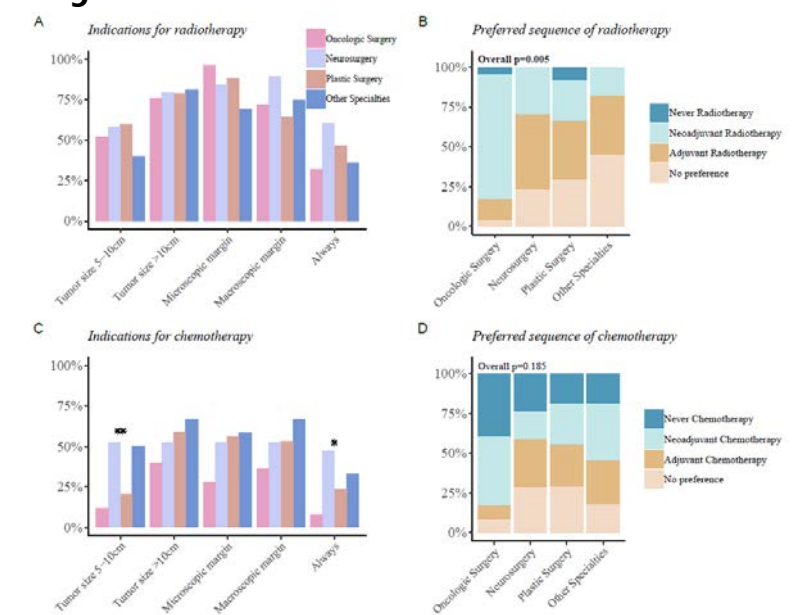 A
Indications for radiotherapy
100%
75%
50%
25%
0%
Tumor size 5-10cm
Tumor size >10cm
Microscopic margin
Macroscopic margin
Always
Oncologic Surgery
Neurosurgery
Plastic Surgery
Other Specialties
B
Preferred sequence of radiotherapy
Overall p=0.005
100%
75%
50%
25%
0%
Oncologic Surgery
Neurosurgery
Plastic Surgery
Other Specialties
Never Radiotherapy
Neoadjuvant Radiotherapy
Adjuvant Radiotherapy
No preference
C
Indications for chemotherapy
100%
75%
50%
25%
0%
**
*
Tumor size 5-10cm
Tumor size >10cm
Microscopic margin
Macroscopic margin
Always
D
Preferred sequence of chemotherapy
Overall p=0.185
100%
75%
50%
25%
0%
Oncologic Surgery
Neurosurgery
Plastic Surgery
Other Specialties
Never Chemotherapy
Neoadjuvant Chemotherapy
Adjuvant Chemotherapy
No preference